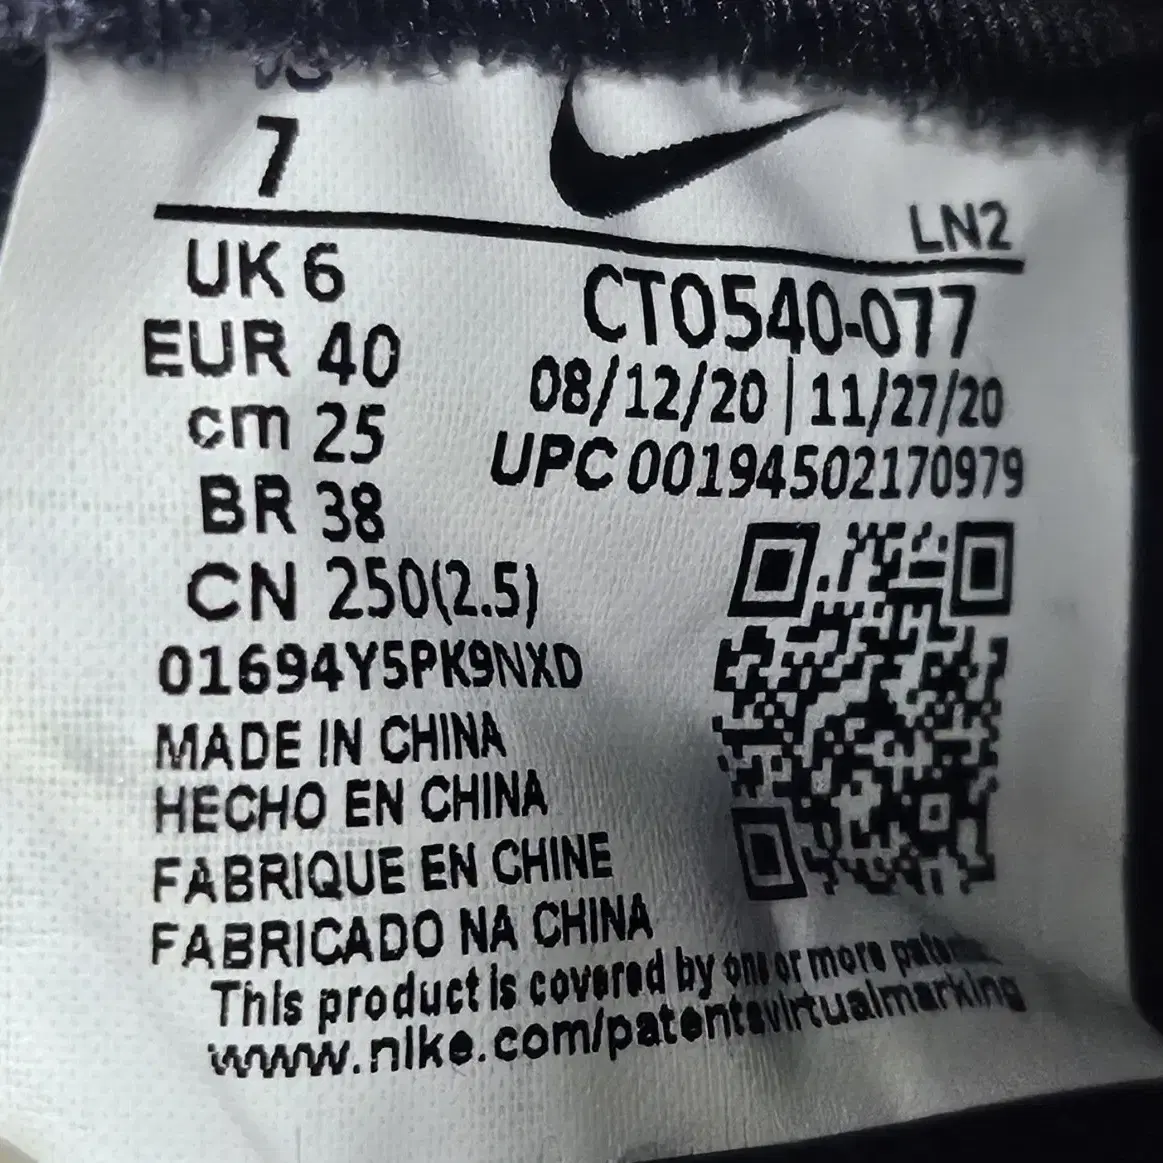 7
LN2
UK 6
CT0540-077
EUR 40
08/12/20 | 11/27/20
cm 25
UPC 00194502170979
BR 38
CN 250(2.5)
01694Y5PK9NXD
MADE IN CHINA
HECHO EN CHINA
FABRIQUE EN CHINE
FABRICADO NA CHINA
This product is covered by one or more
www.nike.com/patentsvirtualmarking